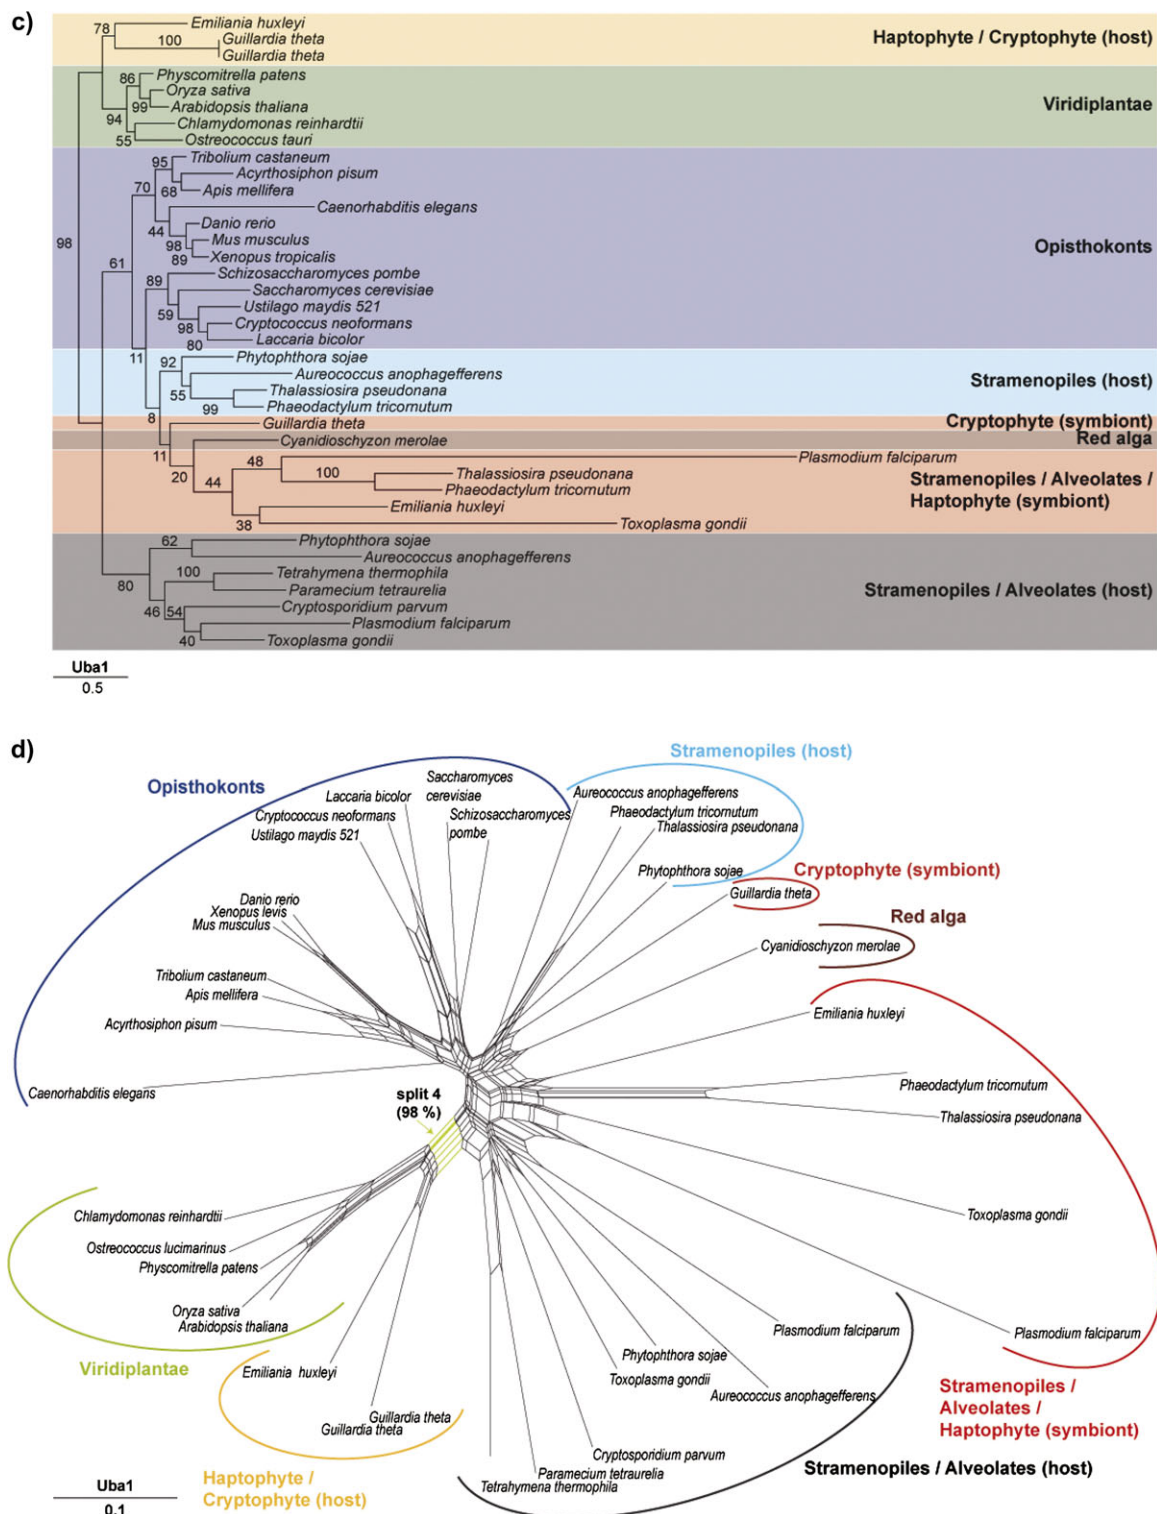 c)
78
Emiliania huxleyi
100
Guillardia theta
Guillardia theta
Haptophyte / Cryptophyte (host)
86
Physcomitrella patens
Oryza sativa
99
Arabidopsis thaliana
94
Chlamydomonas reinhardtii
55
Ostreococcus tauri
Viridiplantae
95
Tribolium castaneum
70
Acyrthosiphon pisum
68
Apis mellifera
Caenorhabditis elegans
44
Danio rerio
98
Mus musculus
89
Xenopus tropicalis
98
61
Opisthokonts
89
Schizosaccharomyces pombe
Saccharomyces cerevisiae
59
Ustilago maydis 521
98
Cryptococcus neoformans
80
Laccaria bicolor
11
92
Phytophthora sojae
Aureococcus anophagefferens
55
Thalassiosira pseudonana
99
Phaeodactylum tricornutum
8
Stramenopiles (host)
Guillardia theta
Cryptophyte (symbiont)
Cyanidioschyzon merolae
Red alga
11
20
48
Plasmodium falciparum
44
100
Thalassiosira pseudonana
Phaeodactylum tricornutum
Emiliania huxleyi
38
Toxoplasma gondii
Stramenopiles / Alveolates /
Haptophyte (symbiont)
62
Phytophthora sojae
Aureococcus anophagefferens
80
100
Tetrahymena thermophila
Paramecium tetraurelia
46
54
Cryptosporidium parvum
Plasmodium falciparum
40
Toxoplasma gondii
Stramenopiles / Alveolates (host)
Uba1
0.5
d)
Stramenopiles (host)
Opisthokonts
Saccharomyces
cerevisiae
Laccaria bicolor
Cryptococcus neoformans
Ustilago maydis 521
Schizosaccharomyces
pombe
Aureococcus anophagefferens
Phaeodactylum tricornutum
Thalassiosira pseudonana
Phytophthora sojae
Cryptophyte (symbiont)
Guillardia theta
Red alga
Cyanidioschyzon merolae
Danio rerio
Xenopus levis
Mus musculus
Tribolium castaneum
Apis mellifera
Acyrthosiphon pisum
Caenorhabditis elegans
Emiliania huxleyi
Phaeodactylum tricornutum
Thalassiosira pseudonana
split 4
(98 %)
Chlamydomonas reinhardtii
Ostreococcus lucimarinus
Physcomitrella patens
Oryza sativa
Arabidopsis thaliana
Viridiplantae
Toxoplasma gondii
Plasmodium falciparum
Plasmodium falciparum
Phytophthora sojae
Toxoplasma gondii
Aureococcus anophagefferens
Emiliania huxleyi
Guillardia theta
Guillardia theta
Cryptosporidium parvum
Paramecium tetraurelia
Tetrahymena thermophila
Stramenopiles /
Alveolates /
Haptophyte (symbiont)
Stramenopiles / Alveolates (host)
Haptophyte /
Cryptophyte (host)
Uba1
0.1